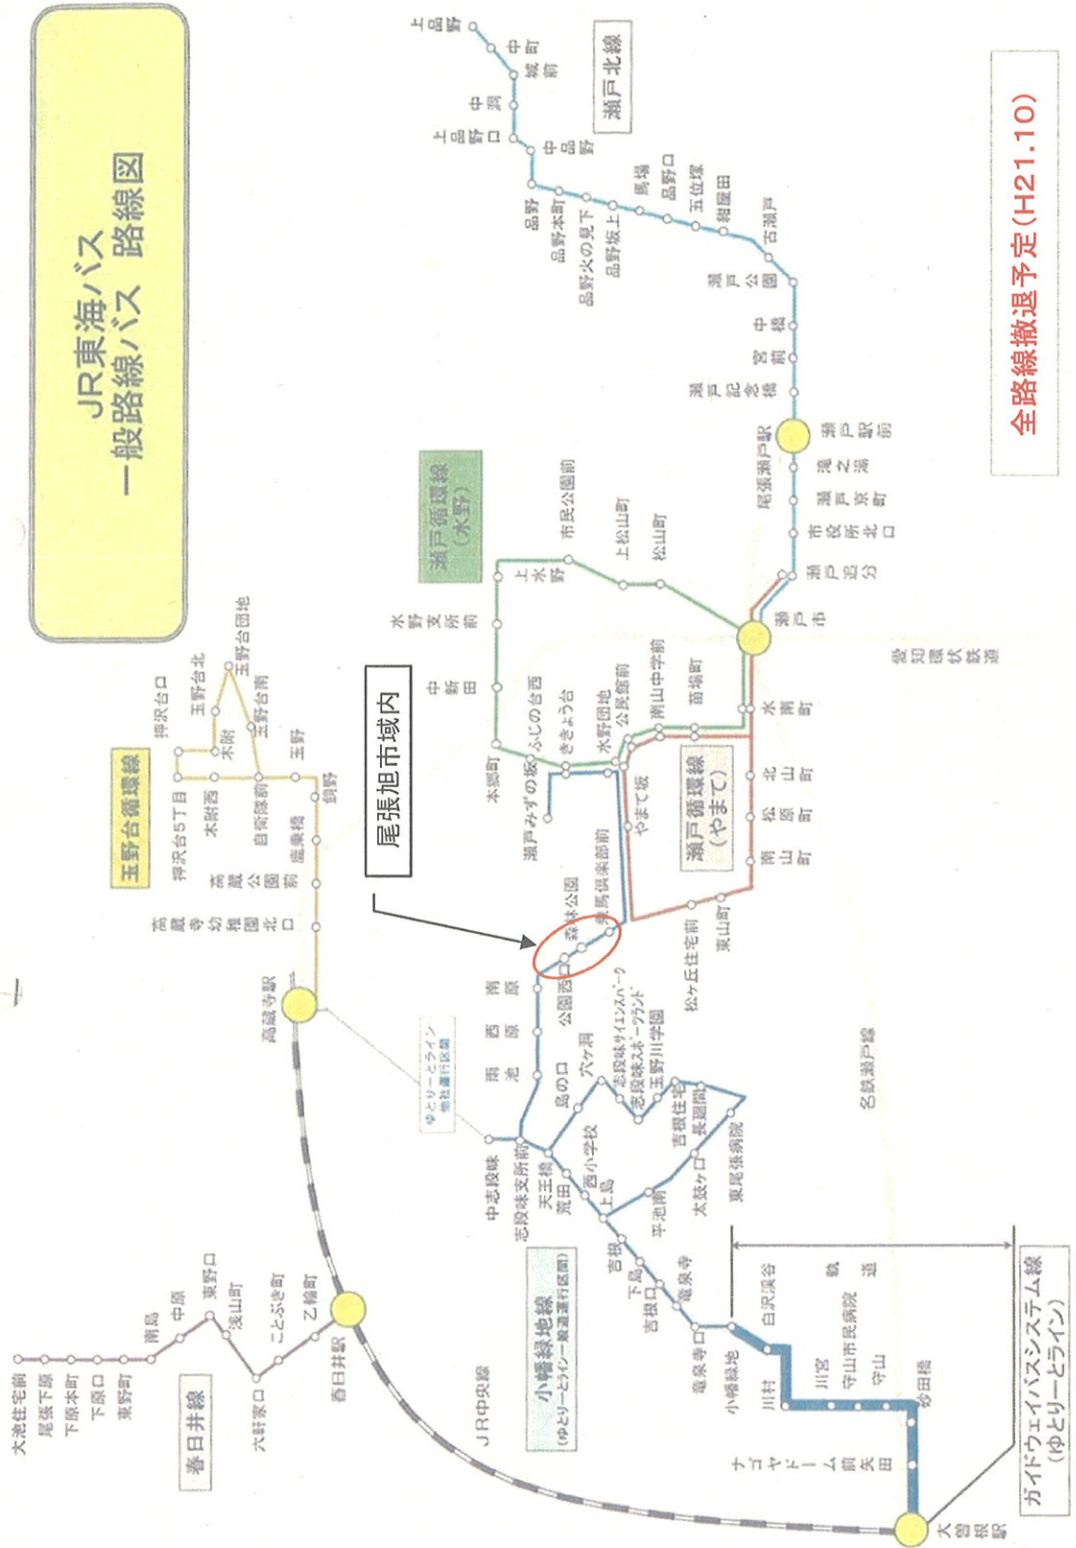 JR東海バス
一般路線バス 路線図
全路線撤退予定(H21.10)
瀬戸北線
上品野
中町
城前
中洞
上品野口
中品野
品野
品野本町
品野火の見下
品野坂上
馬場
品野口
五位塚
紺屋田
古瀬戸
瀬戸公園
中橋
宮前
瀬戸記念橋
尾張瀬戸駅
瀬戸駅前
滝之湯
瀬戸京町
市役所北口
瀬戸追分
瀬戸市
愛知環状鉄道
瀬戸循環線
(水野)
市民公園前
上松山町
松山町
上水野
水野支所前
中新田
本郷町
ふじの台西
ききょう台
水野団地
公民館前
南山中学前
苗場町
水南町
北山町
松原町
南山町
瀬戸循環線
(やまて)
やまて坂
東山町
松ヶ丘住宅前
瀬戸みずの坂
尾張旭市域内
乗馬倶楽部前
森林公園
公園西口
南原
西原
雨池
玉野台循環線
玉野台団地
玉野台北
玉野台南
押沢台口
木附
玉野
銅野
押沢台5丁目
木附西
自衛隊前
鹿乗橋
高蔵公園前
高蔵寺幼稚園北口
高蔵寺駅
ゆとりーとライン
他社運行区間
中志段味
志段味支所前
天王橋
荒田
西小学校
上島
島の口
穴ヶ洞
志段味サイエンスパーク
志段味スポーツランド
玉野川学園
吉根住宅
長廻間
東尾張病院
太鼓ヶ口
平池南
吉根
下島
吉根口
竜泉寺
竜泉寺口
小幡緑地
白沢渓谷
川村
軌道
川宮
守山市民病院
守山
砂田橋
ナゴヤドーム前矢田
大曽根駅
名鉄瀬戸線
小幡緑地線
(ゆとりーとライン一般道運行区間)
ガイドウェイバスシステム線
(ゆとりーとライン)
JR中央線
春日井線
春日井駅
乙輪町
ことぶき町
六軒家口
浅山町
東野口
中原
南島
東野町
下原口
下原本町
尾張下原
大池住宅前